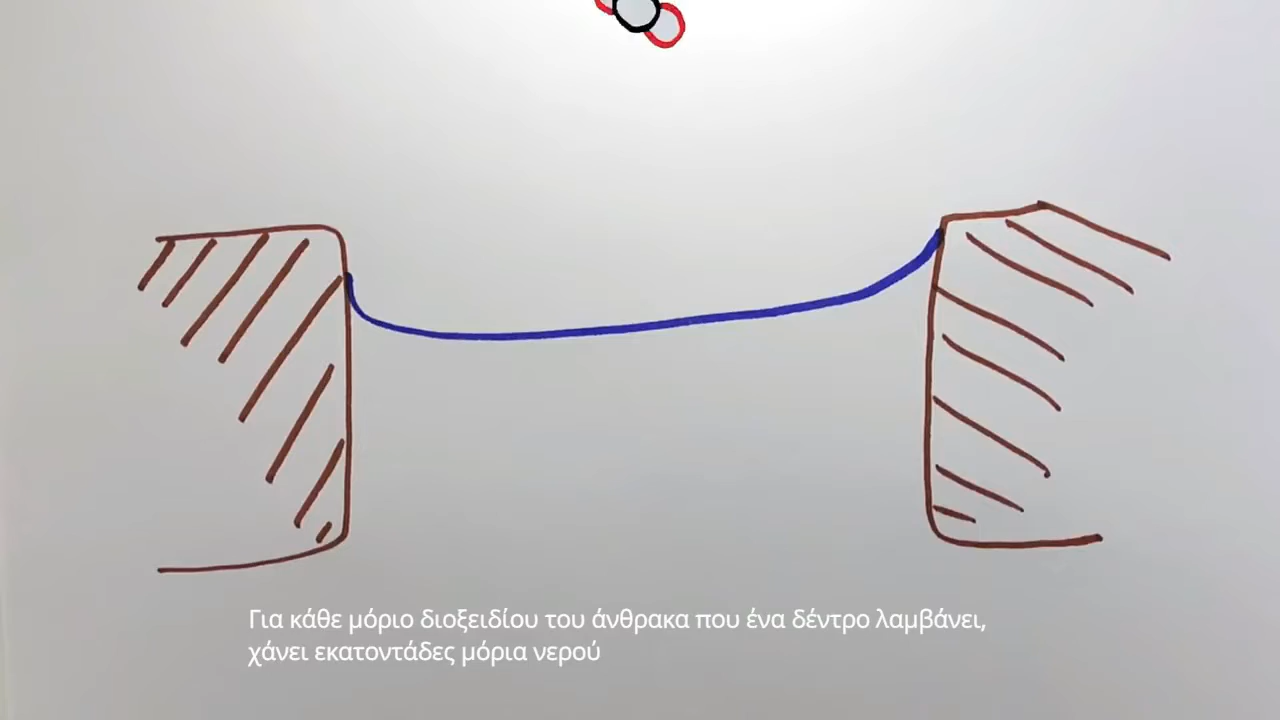 Για κάθε μόριο διοξειδίου του άνθρακα που ένα δέντρο λαμβάνει,
χάνει εκατοντάδες μόρια νερού